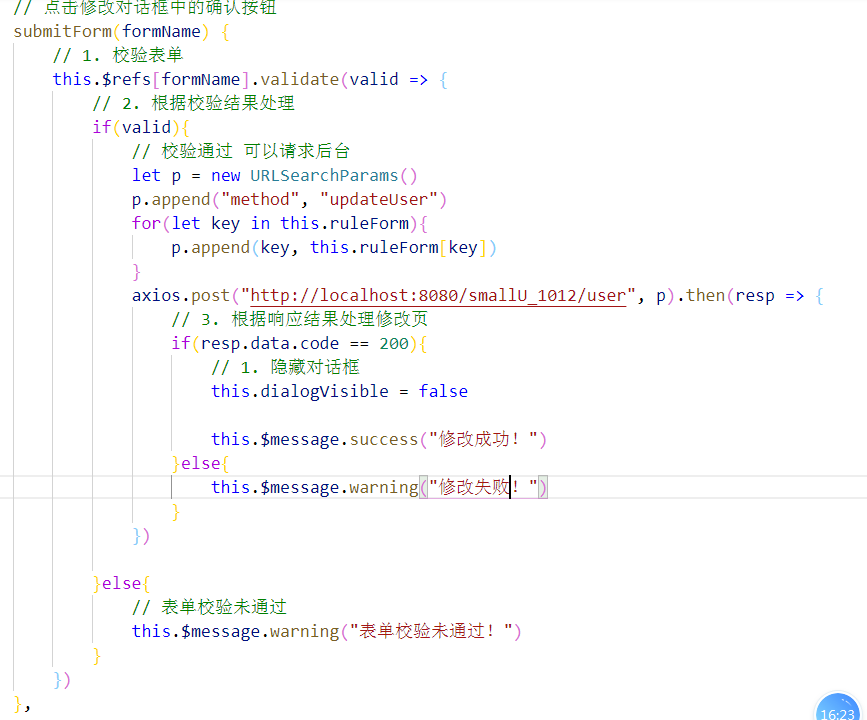 // 点击修改对话框中的确认按钮
submitForm(formName) {
// 1. 校验表单
this.$refs[formName].validate(valid => {
// 2. 根据校验结果处理
if(valid){
// 校验通过 可以请求后台
let p = new URLSearchParams()
p.append("method", "updateUser")
for(let key in this.ruleForm){
p.append(key, this.ruleForm[key])
}
axios.post("http://localhost:8080/smallU_1012/user", p).then(resp => {
// 3. 根据响应结果处理修改页
if(resp.data.code == 200){
// 1. 隐藏对话框
this.dialogVisible = false
this.$message.success("修改成功！")
}else{
this.$message.warning("修改失败！")
}
})
}else{
// 表单校验未通过
this.$message.warning("表单校验未通过！")
}
})
},
16:23